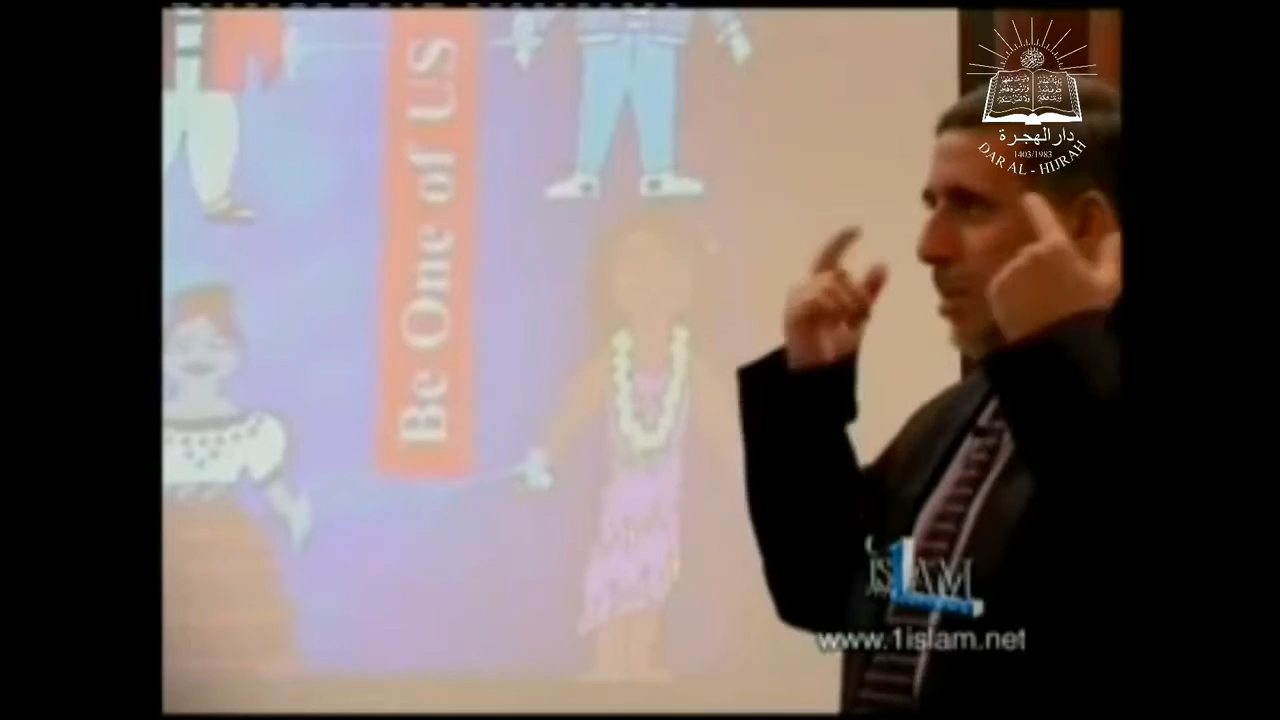 Be One of US
دار الهجرة
1403/1983
DAR AL - HIJRAH
ISLAM
www.1islam.net